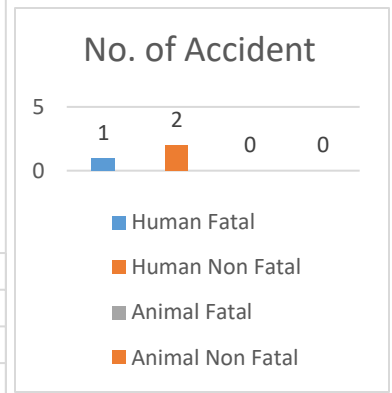 No. of Accident
5
1 2 0 0
0
Human Fatal
Human Non Fatal
Animal Fatal
Animal Non Fatal